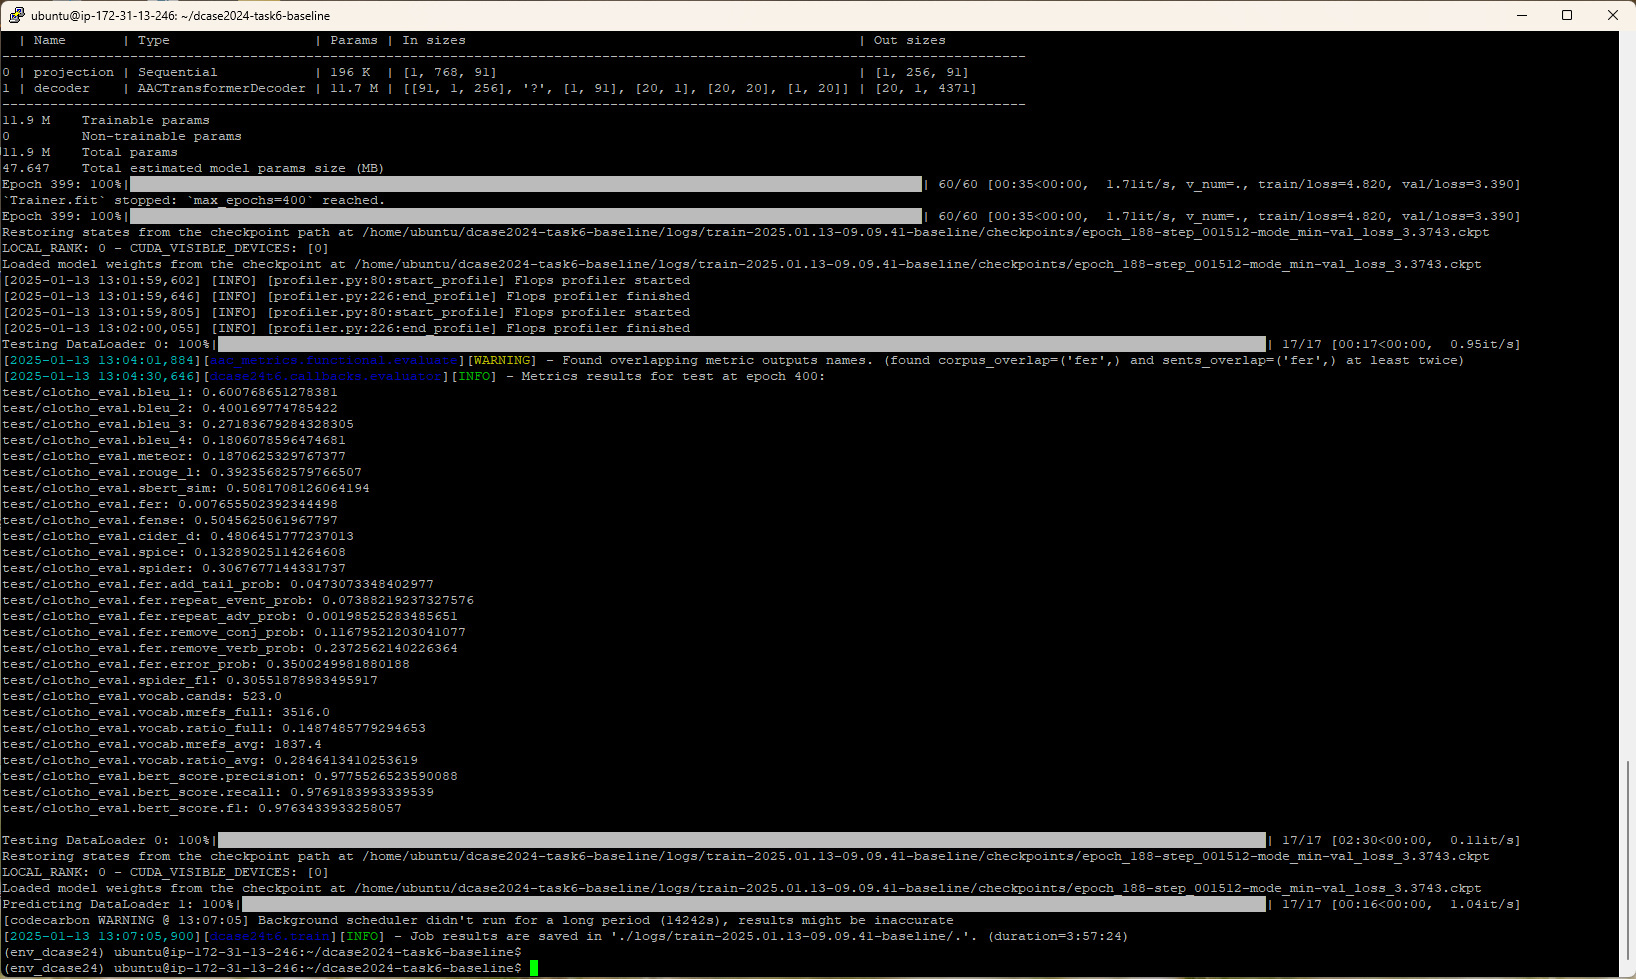 ubuntu@ip-172-31-13-246: ~/dcase2024-task6-baseline
  | Name       | Type                  | Params | In sizes                                                 | Out sizes
--------------------------------------------------------------------------------------------------------------------------------
0 | projection | Sequential            | 196 K  | [1, 768, 91]                                             | [1, 256, 91]
1 | decoder    | AACTransformerDecoder | 11.7 M | [[91, 1, 256], '?', [1, 91], [20, 1], [20, 20], [1, 20]] | [20, 1, 4371]
--------------------------------------------------------------------------------------------------------------------------------
11.9 M    Trainable params
0         Non-trainable params
11.9 M    Total params
47.647    Total estimated model params size (MB)
Epoch 399: 100%|| 60/60 [00:35<00:00,  1.71it/s, v_num=., train/loss=4.820, val/loss=3.390]
`Trainer.fit` stopped: `max_epochs=400` reached.
Epoch 399: 100%|| 60/60 [00:35<00:00,  1.71it/s, v_num=., train/loss=4.820, val/loss=3.390]
Restoring states from the checkpoint path at /home/ubuntu/dcase2024-task6-baseline/logs/train-2025.01.13-09.09.41-baseline/checkpoints/epoch_188-step_001512-mode_min-val_loss_3.3743.ckpt
LOCAL_RANK: 0 - CUDA_VISIBLE_DEVICES: [0]
Loaded model weights from the checkpoint at /home/ubuntu/dcase2024-task6-baseline/logs/train-2025.01.13-09.09.41-baseline/checkpoints/epoch_188-step_001512-mode_min-val_loss_3.3743.ckpt
[2025-01-13 13:01:59,602] [INFO] [profiler.py:80:start_profile] Flops profiler started
[2025-01-13 13:01:59,646] [INFO] [profiler.py:226:end_profile] Flops profiler finished
[2025-01-13 13:01:59,805] [INFO] [profiler.py:80:start_profile] Flops profiler started
[2025-01-13 13:02:00,055] [INFO] [profiler.py:226:end_profile] Flops profiler finished
Testing DataLoader 0: 100%|| 17/17 [00:17<00:00,  0.95it/s]
[2025-01-13 13:04:01,884][aac_metrics.functional.evaluate][WARNING] - Found overlapping metric outputs names. (found corpus_overlap=('fer',) and sents_overlap=('fer',) at least twice)
[2025-01-13 13:04:30,646][dcase24t6.callbacks.evaluator][INFO] - Metrics results for test at epoch 400:
test/clotho_eval.bleu_1: 0.600768651278381
test/clotho_eval.bleu_2: 0.400169774785422
test/clotho_eval.bleu_3: 0.27183679284328305
test/clotho_eval.bleu_4: 0.1806078596474681
test/clotho_eval.meteor: 0.1870625329767377
test/clotho_eval.rouge_l: 0.39235682579766507
test/clotho_eval.sbert_sim: 0.5081708126064194
test/clotho_eval.fer: 0.007655502392344498
test/clotho_eval.fense: 0.5045625061967797
test/clotho_eval.cider_d: 0.4806451777237013
test/clotho_eval.spice: 0.13289025114264608
test/clotho_eval.spider: 0.3067677144331737
test/clotho_eval.fer.add_tail_prob: 0.0473073348402977
test/clotho_eval.fer.repeat_event_prob: 0.07388219237327576
test/clotho_eval.fer.repeat_adv_prob: 0.00198525283485651
test/clotho_eval.fer.remove_conj_prob: 0.11679521203041077
test/clotho_eval.fer.remove_verb_prob: 0.2372562140226364
test/clotho_eval.fer.error_prob: 0.3500249981880188
test/clotho_eval.spider_fl: 0.30551878983495917
test/clotho_eval.vocab.cands: 523.0
test/clotho_eval.vocab.mrefs_full: 3516.0
test/clotho_eval.vocab.ratio_full: 0.1487485779294653
test/clotho_eval.vocab.mrefs_avg: 1837.4
test/clotho_eval.vocab.ratio_avg: 0.2846413410253619
test/clotho_eval.bert_score.precision: 0.9775526523590088
test/clotho_eval.bert_score.recall: 0.9769183993339539
test/clotho_eval.bert_score.f1: 0.9763433933258057
Testing DataLoader 0: 100%|| 17/17 [02:30<00:00,  0.11it/s]
Restoring states from the checkpoint path at /home/ubuntu/dcase2024-task6-baseline/logs/train-2025.01.13-09.09.41-baseline/checkpoints/epoch_188-step_001512-mode_min-val_loss_3.3743.ckpt
LOCAL_RANK: 0 - CUDA_VISIBLE_DEVICES: [0]
Loaded model weights from the checkpoint at /home/ubuntu/dcase2024-task6-baseline/logs/train-2025.01.13-09.09.41-baseline/checkpoints/epoch_188-step_001512-mode_min-val_loss_3.3743.ckpt
Predicting DataLoader 1: 100%|| 17/17 [00:16<00:00,  1.04it/s]
[codecarbon WARNING @ 13:07:05] Background scheduler didn't run for a long period (14242s), results might be inaccurate
[2025-01-13 13:07:05,900][dcase24t6.train][INFO] - Job results are saved in './logs/train-2025.01.13-09.09.41-baseline/.'. (duration=3:57:24)
(env_dcase24) ubuntu@ip-172-31-13-246:~/dcase2024-task6-baseline$
(env_dcase24) ubuntu@ip-172-31-13-246:~/dcase2024-task6-baseline$